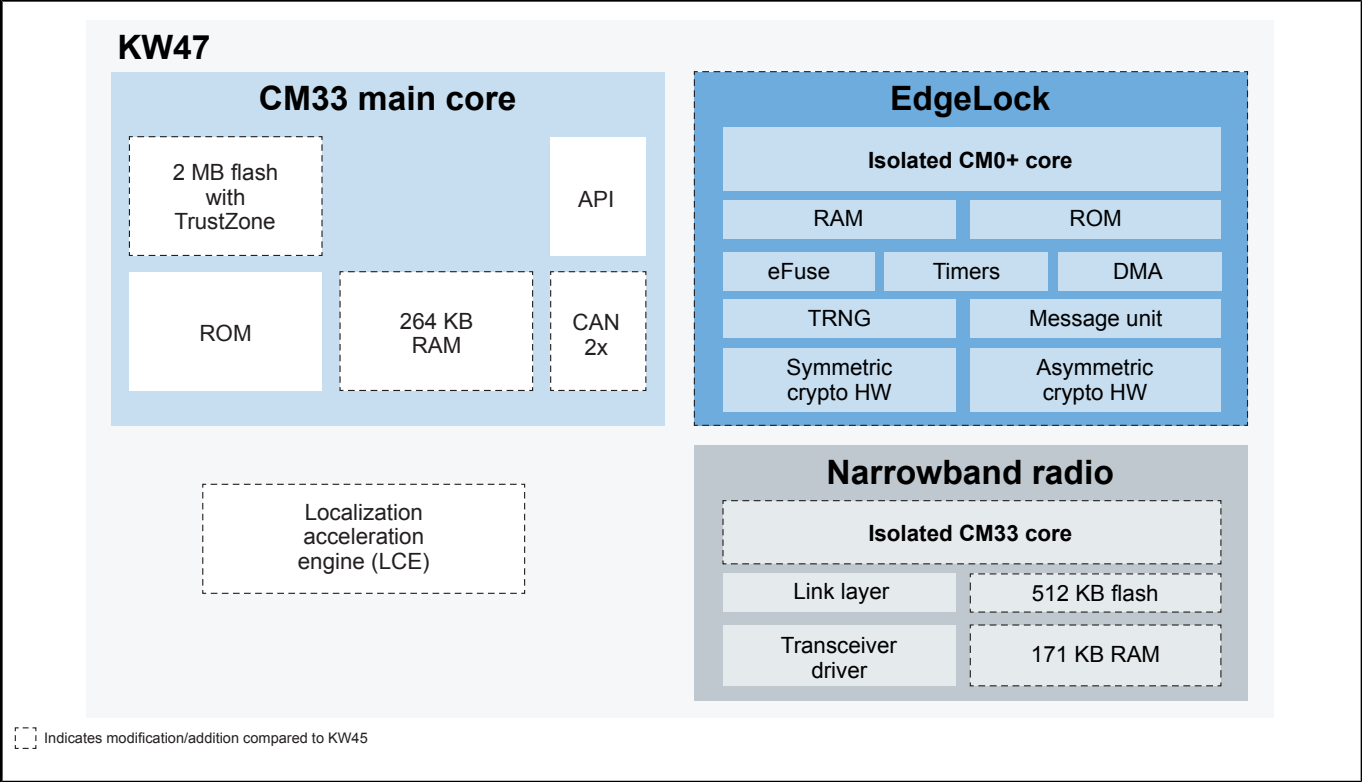 KW47
CM33 main core
2 MB flash
with
TrustZone
API
ROM
264 KB
RAM
CAN
2x
Localization
acceleration
engine (LCE)
EdgeLock
Isolated CM0+ core
RAM
ROM
eFuse
Timers
DMA
TRNG
Message unit
Symmetric
crypto HW
Asymmetric
crypto HW
Narrowband radio
Isolated CM33 core
Link layer
512 KB flash
Transceiver
driver
171 KB RAM
Indicates modification/addition compared to KW45